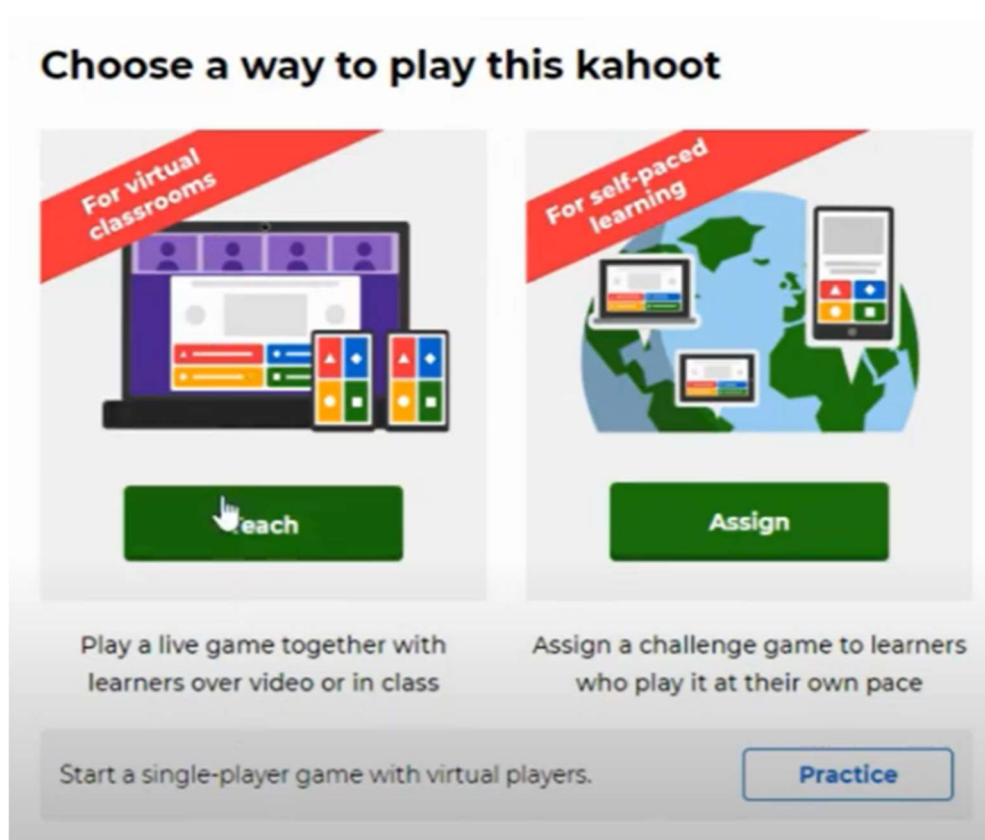 Choose a way to play this kahoot
For virtual
classrooms
For self-paced
learning
Teach
Assign
Play a live game together with
learners over video or in class
Assign a challenge game to learners
who play it at their own pace
Start a single-player game with virtual players.
Practice